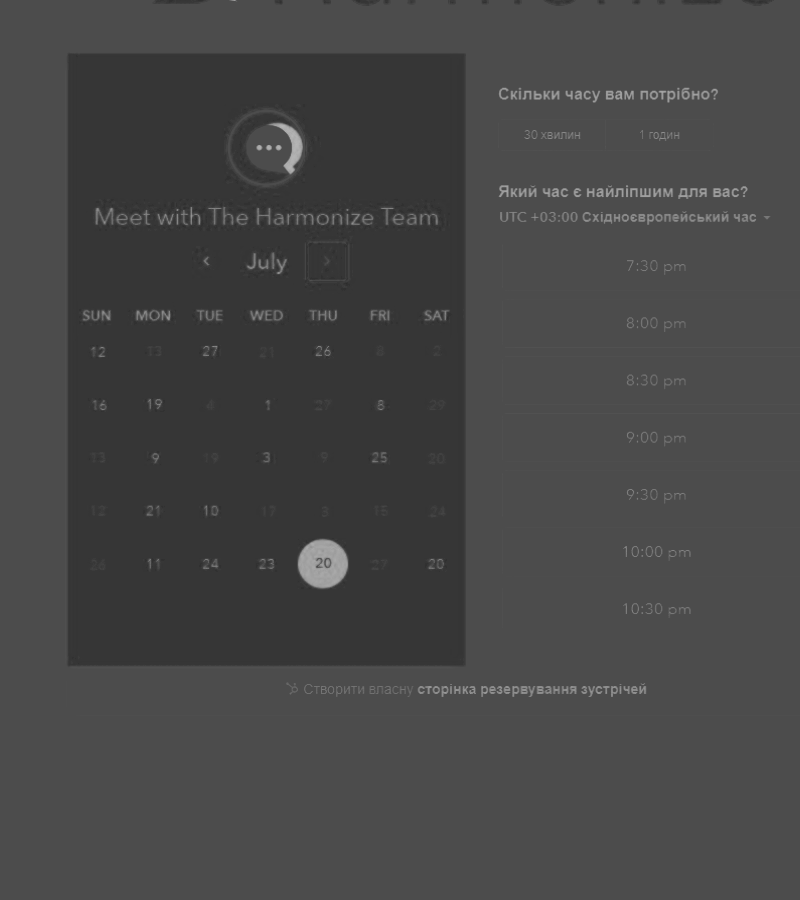 Meet with The Harmonize Team
July
SUN MON TUE WED THU FRI SAT
12 13 27 21 26 8 2
16 19 4 1 27 8 29
13 9 19 3 9 25 20
12 21 10 17 3 15 24
26 11 24 23 20 27 20
Скільки часу вам потрібно?
30 хвилин 1 годин
Який час є найліпшим для вас?
UTC +03:00 Східноєвропейський час
7:30 pm
8:00 pm
8:30 pm
9:00 pm
9:30 pm
10:00 pm
10:30 pm
Створити власну сторінка резервування зустрічей